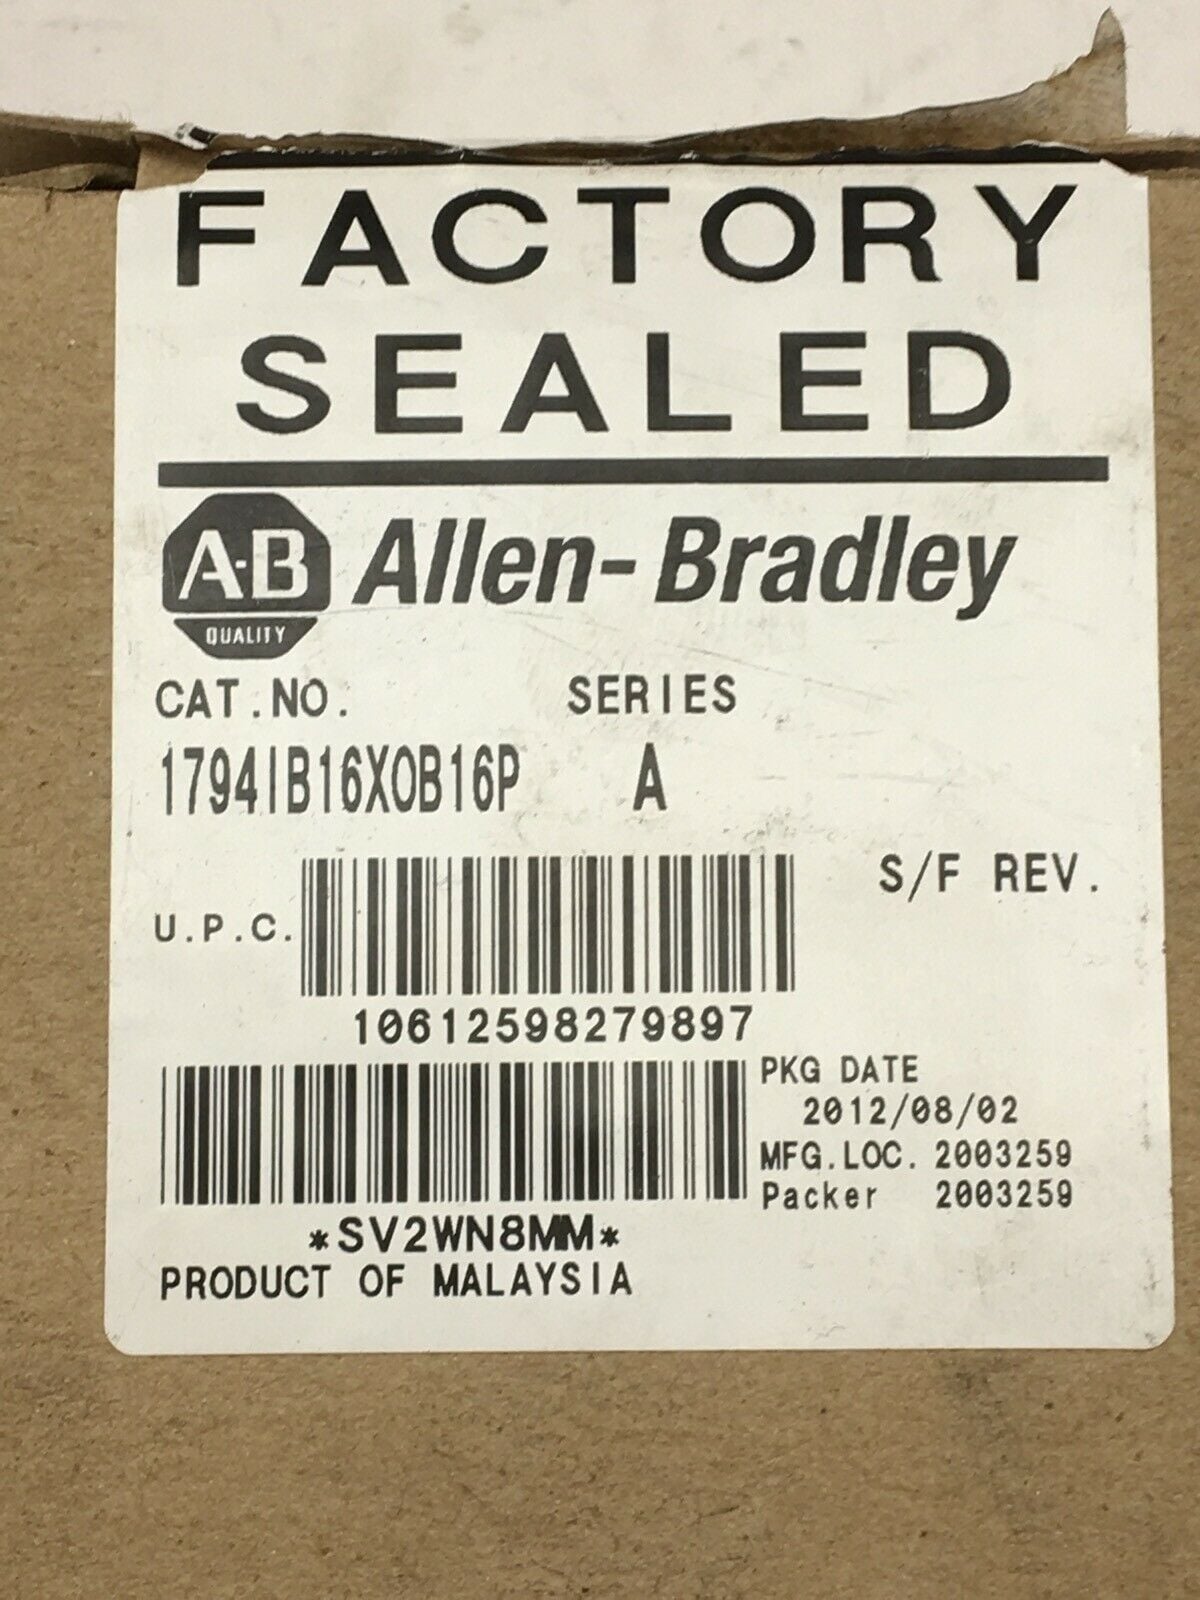 FACTORY
SEALED
A-B QUALITY Allen-Bradley
CAT.NO. SERIES
1794IB16XOB16P A
S/F REV.
U.P.C.
10612598279897
PKG DATE
2012/08/02
MFG.LOC. 2003259
Packer 2003259
*SV2WN8MM*
PRODUCT OF MALAYSIA